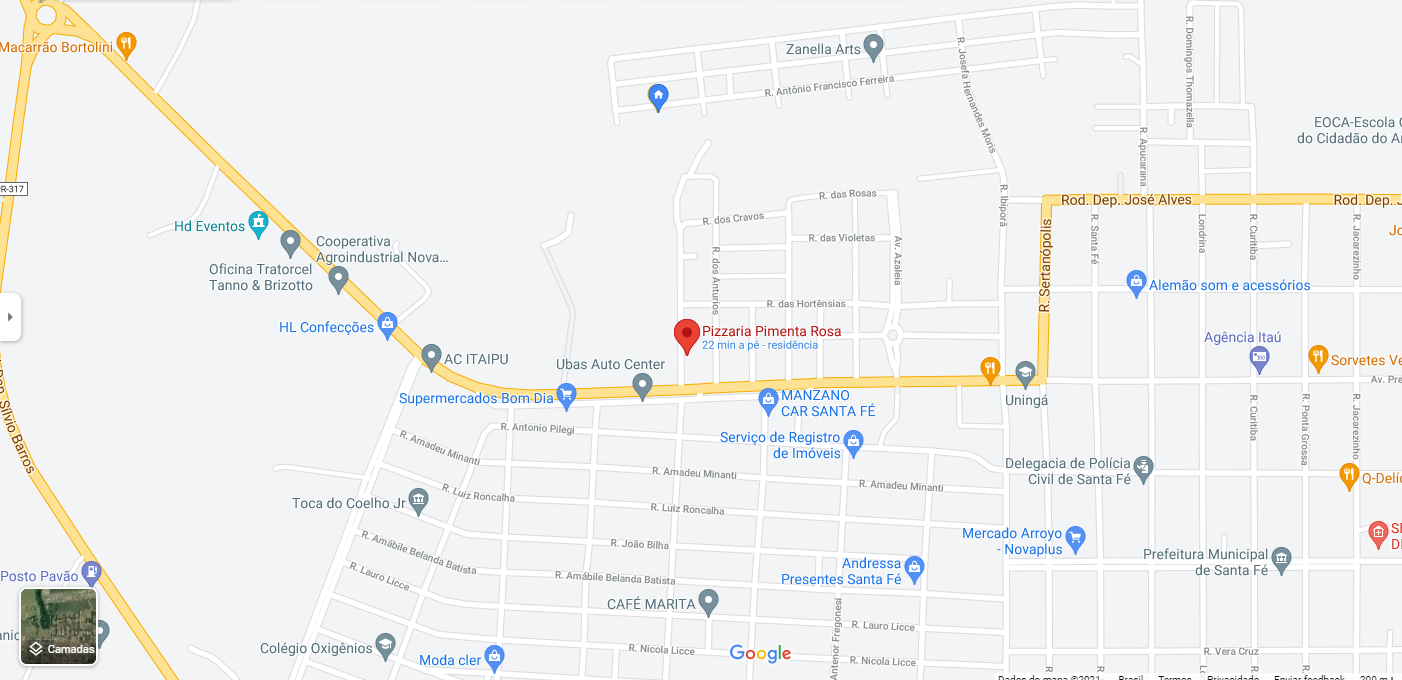 Macarrão Bortolini
Zanella Arts
R. Antônio Francisco Ferreira
R. Josefa Hernandes Moris
R. Domingos Thomazella
R. Apucarana
EOCA-Escola
do Cidadão do
R-317
Hd Eventos
Cooperativa
Agroindustrial Nova...
Oficina Tratorcel
Tanno & Brizotto
HL Confecções
AC ITAIPU
R. das Rosas
R. dos Cravos
R. das Violetas
R. dos Anturios
Av. Azaleia
R. das Hortênsias
R. Ibiporã
Rod. Dep. José Alves
Rod. Dep. J
R. Sertanópolis
R. Santa Fé
Londrina
R. Curitiba
R. Jacarezinho
Jo
Alemão som e acessórios
Pizzaria Pimenta Rosa
22 min a pé - residência
Agência Itaú
Sorvetes Ve
Ubas Auto Center
Supermercados Bom Dia
MANZANO
CAR SANTA FÉ
Uningá
Av. Pre
R. Curitiba
R. Ponta Grossa
R. Jacarezinho
Silvio Barros
R. Antonio Pilegi
Serviço de Registro
de Imóveis
R. Amadeu Minanti
R. Amadeu Minanti
R. Amadeu Minanti
Delegacia de Polícia
Civil de Santa Fé
Q-Delíc
Toca do Coelho Jr
R. Luiz Roncalha
R. Luiz Roncalha
Mercado Arroyo
- Novaplus
SE
DE
R. João Bilha
R. Amábile Belanda Batista
R. Amábile Belanda Batista
Andressa
Presentes Santa Fé
Prefeitura Municipal
de Santa Fé
Posto Pavão
R. Lauro Licce
CAFÉ MARITA
R. Lauro Licce
Antenor Fregonesi
Camadas
Colégio Oxigênios
Moda cler
R. Nicola Licce
R. Nicola Licce
R. Vera Cruz
Google
Dados do mapa ©2021
Brasil
Termos
Privacidade
Enviar feedback
200 m